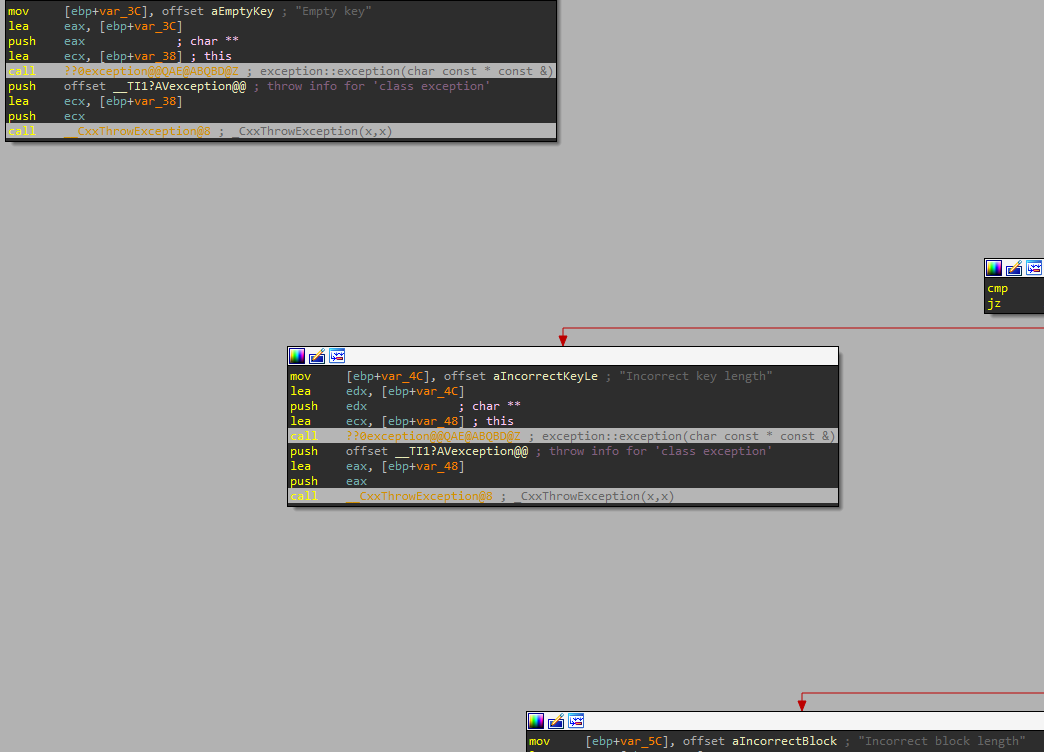 mov [ebp+var_3C], offset aEmptyKey ; "Empty key"
lea eax, [ebp+var_3C]
push eax ; char **
lea ecx, [ebp+var_38] ; this
call ??0exception@@QAE@ABQBD@Z ; exception::exception(char const * const &)
push offset __TI1?AVexception@@ ; throw info for 'class exception'
lea ecx, [ebp+var_38]
push ecx
call __CxxThrowException@8 ; _CxxThrowException(x,x)
cmp
jz
mov [ebp+var_4C], offset aIncorrectKeyLe ; "Incorrect key length"
lea edx, [ebp+var_4C]
push edx ; char **
lea ecx, [ebp+var_48] ; this
call ??0exception@@QAE@ABQBD@Z ; exception::exception(char const * const &)
push offset __TI1?AVexception@@ ; throw info for 'class exception'
lea eax, [ebp+var_48]
push eax
call __CxxThrowException@8 ; _CxxThrowException(x,x)
mov [ebp+var_5C], offset aIncorrectBlock ; "Incorrect block length"